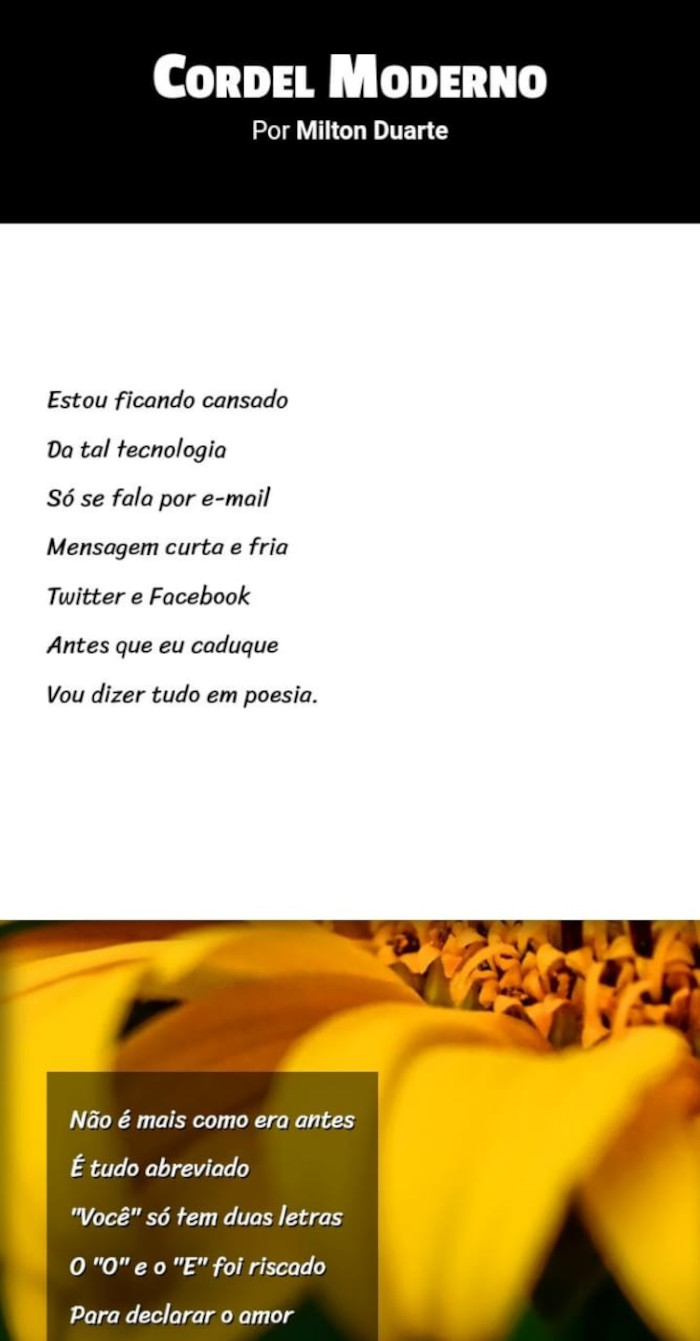 Cordel Moderno
Por Milton Duarte
Estou ficando cansado
Da tal tecnologia
Só se fala por e-mail
Mensagem curta e fria
Twitter e Facebook
Antes que eu caduque
Vou dizer tudo em poesia.
Não é mais como era antes
É tudo abreviado
"Você" só tem duas letras
O "O" e o "E" foi riscado
Para declarar o amor